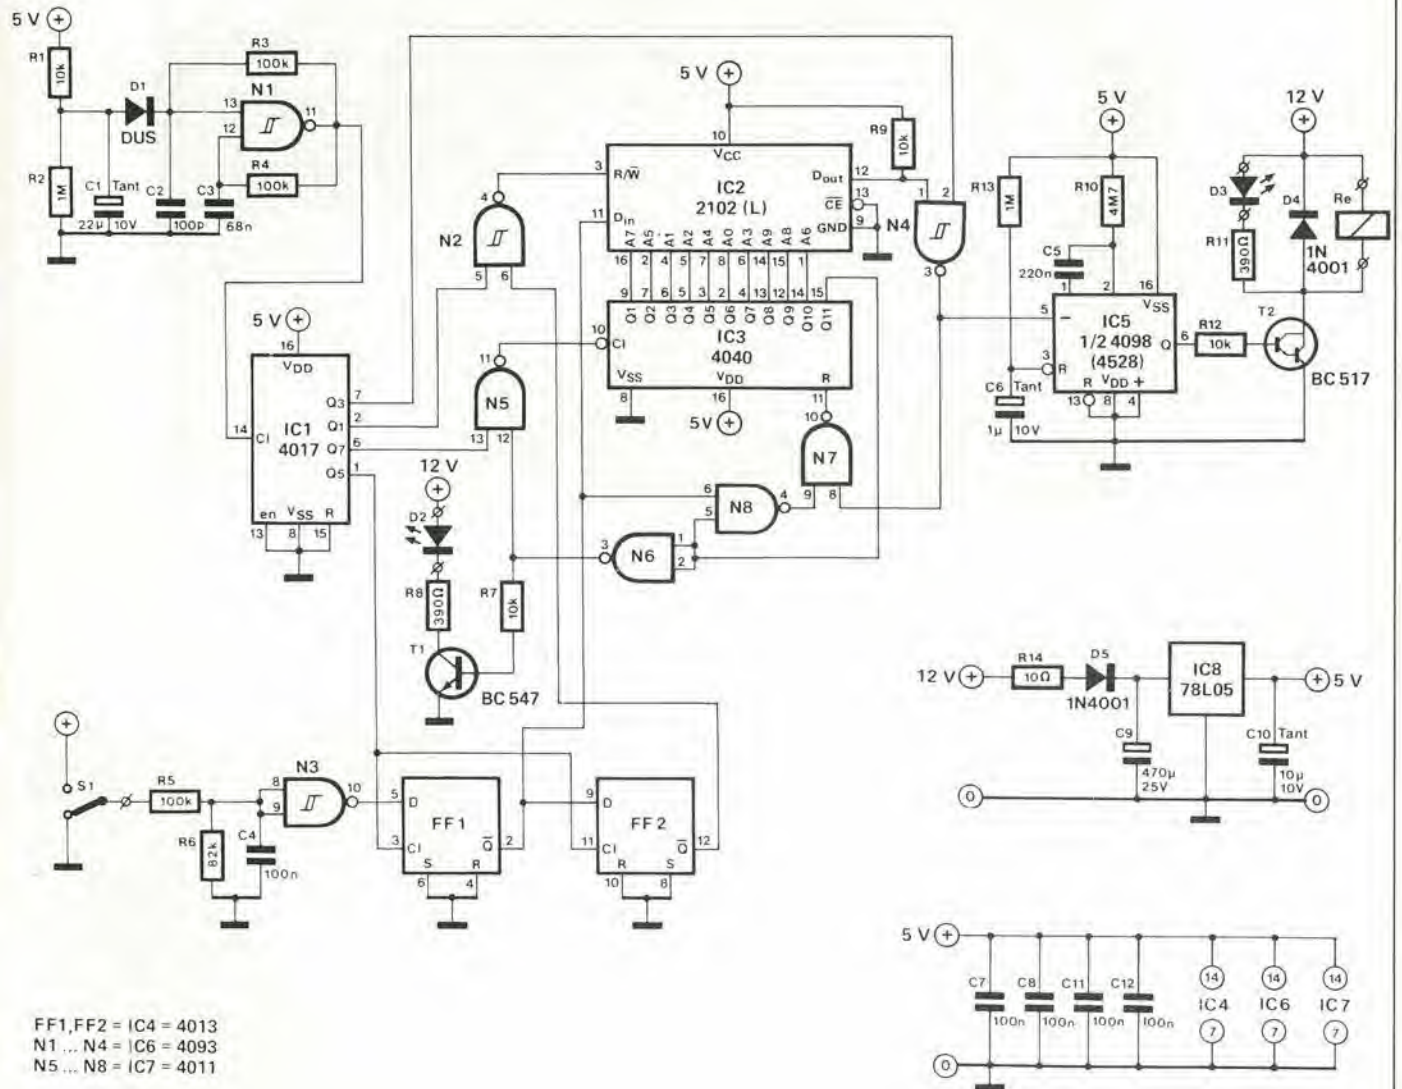 5 V
R1
10k
R2
1M
C1 Tant
22μ 10V
D1
DUS
C2
100p
C3
68n
R3
100k
N1
13
12
11
R4
100k
5 V
16
VDD
IC1
4017
14
Cl
Q3 7
Q1 2
Q7 6
Q5 1
en VSS R
13 8 15
N2
4
5 6
5 V
10
VCC
3 R/W
11 Din
IC2
2102 (L)
Dout 12
CE 13
GND 9
R9
10k
A7 A5 A1 A2 A4 A0 A3 A9 A8 A6
16 2 4 5 7 8 6 14 15 1
9 7 6 5 3 2 4 13 12 14 15
Q1 Q2 Q3 Q4 Q5 Q6 Q7 Q8 Q9 Q10 Q11
10
Cl
IC3
4040
VSS VDD R
8 16 11
5V
N4
1 2
3
N5
11
13 12
N7
10
9 8
N8
6
5
4
N6
3
1
2
12 V
D2
R8
390Ω
R7
10k
T1
BC 547
5 V
R13
1M
R10
4M7
C5
220n
1 2 16
VSS
5 −
IC5
1/2 4098
(4528)
Q 6
3
R
R VDD +
13 8 4
C6 Tant
1μ 10V
R12
10k
T2
BC 517
12 V
D3
R11
390Ω
D4
1N
4001
Re
S1
R5
100k
R6
82k
C4
100n
N3
8
9
10
5 D
FF1
3 Cl
Q 2
S R
6 4
9 D
FF2
11 Cl
Q 12
R S
10 8
12 V
R14
10Ω
D5
1N4001
IC8
78L05
5 V
C9
470μ
25V
C10 Tant
10μ
10V
0
0
5 V
C7
100n
C8
100n
C11
100n
C12
100n
14 14 14
IC4 IC6 IC7
7 7 7
0
FF1,FF2 = IC4 = 4013
N1 ... N4 = IC6 = 4093
N5 ... N8 = IC7 = 4011